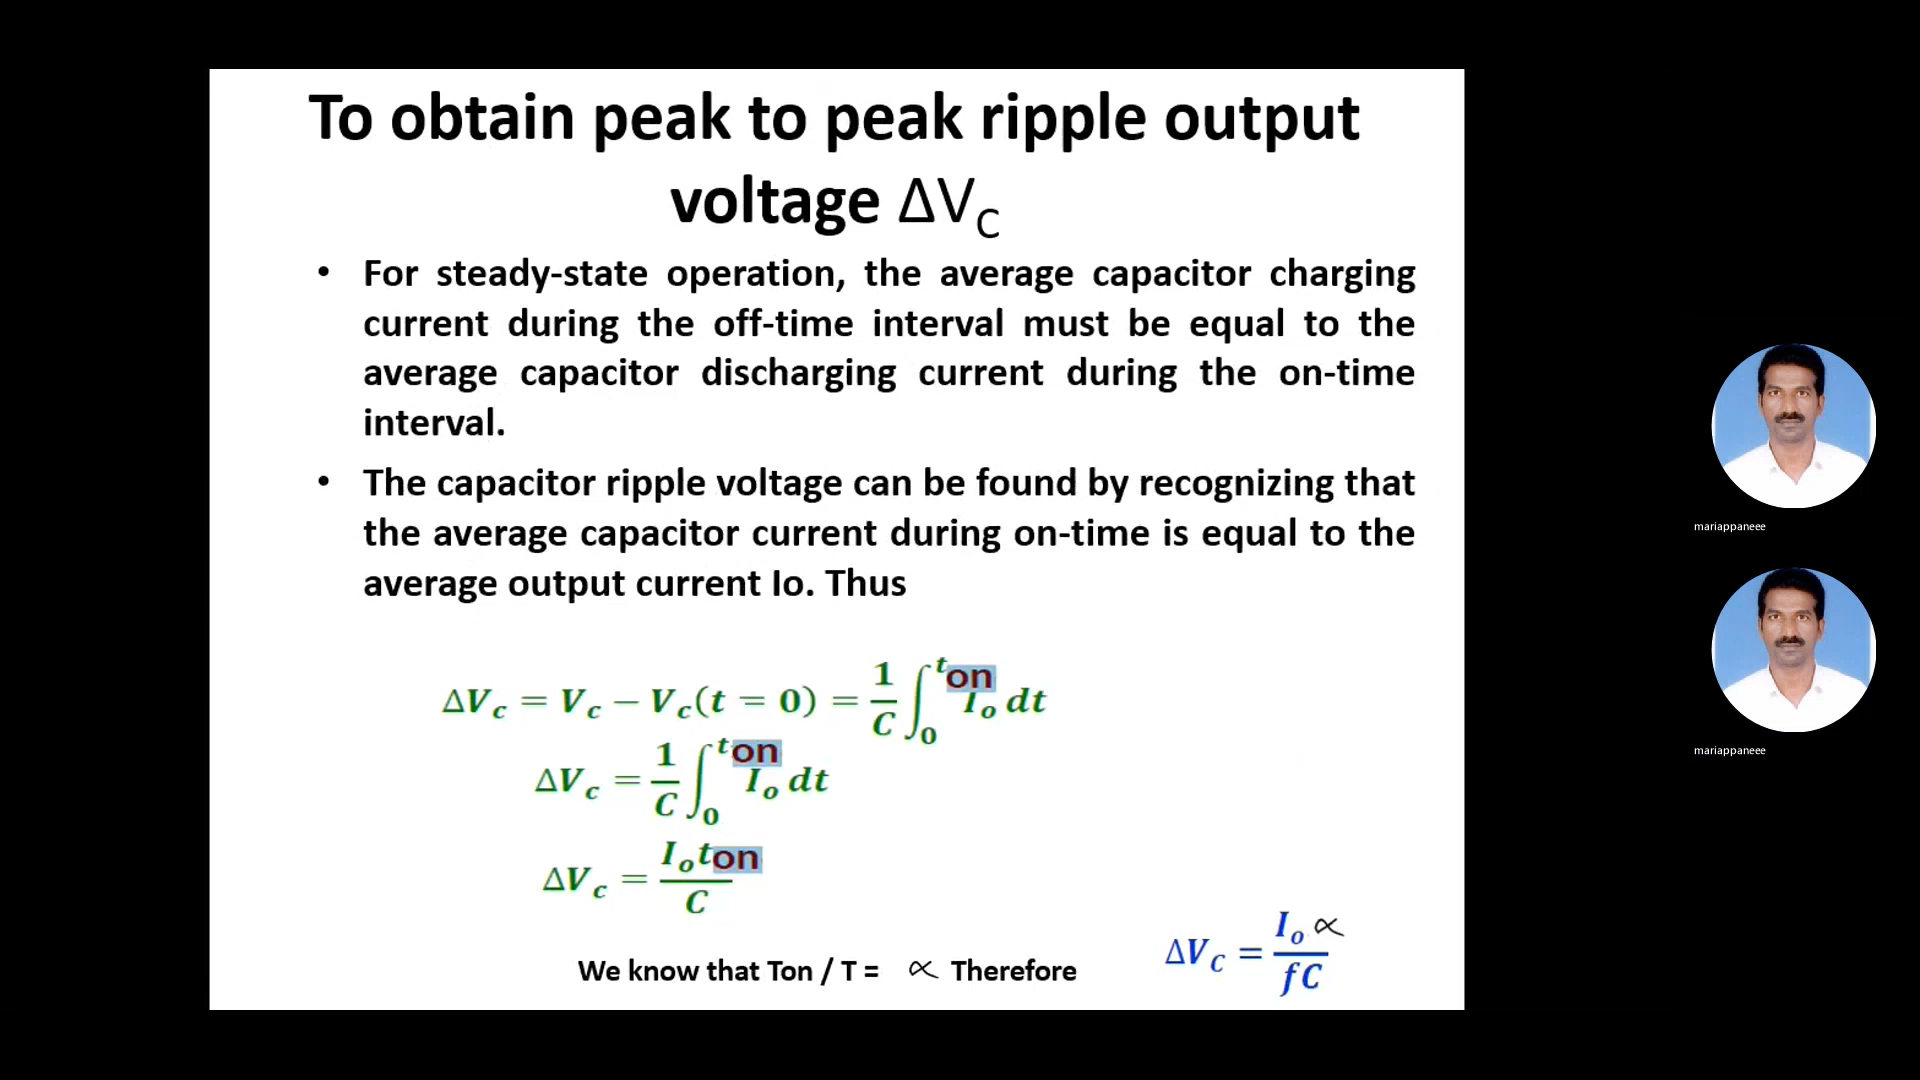 To obtain peak to peak ripple output
voltage ΔV_C
• For steady-state operation, the average capacitor charging
current during the off-time interval must be equal to the
average capacitor discharging current during the on-time
interval.
• The capacitor ripple voltage can be found by recognizing that
the average capacitor current during on-time is equal to the
average output current Io. Thus
ΔV_c = V_c − V_c(t = 0) = 1/C ∫_0^ton I_o dt
ΔV_c = 1/C ∫_0^ton I_o dt
ΔV_c = I_o ton / C
We know that Ton / T = ∝ Therefore
ΔV_C = I_o ∝ / fC
mariappaneee
mariappaneee